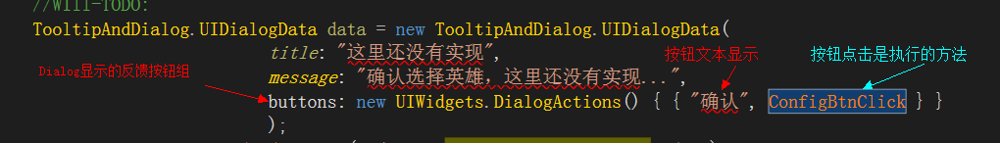 //Will-TODO:
TooltipAndDialog.UIDialogData data = new TooltipAndDialog.UIDialogData(
title: "这里还没有实现",
按钮文本显示
按钮点击是执行的方法
Dialog显示的反馈按钮组
message: "确认选择英雄，这里还没有实现...",
buttons: new UIWidgets.DialogActions() { { "确认", ConfigBtnClick } }
);